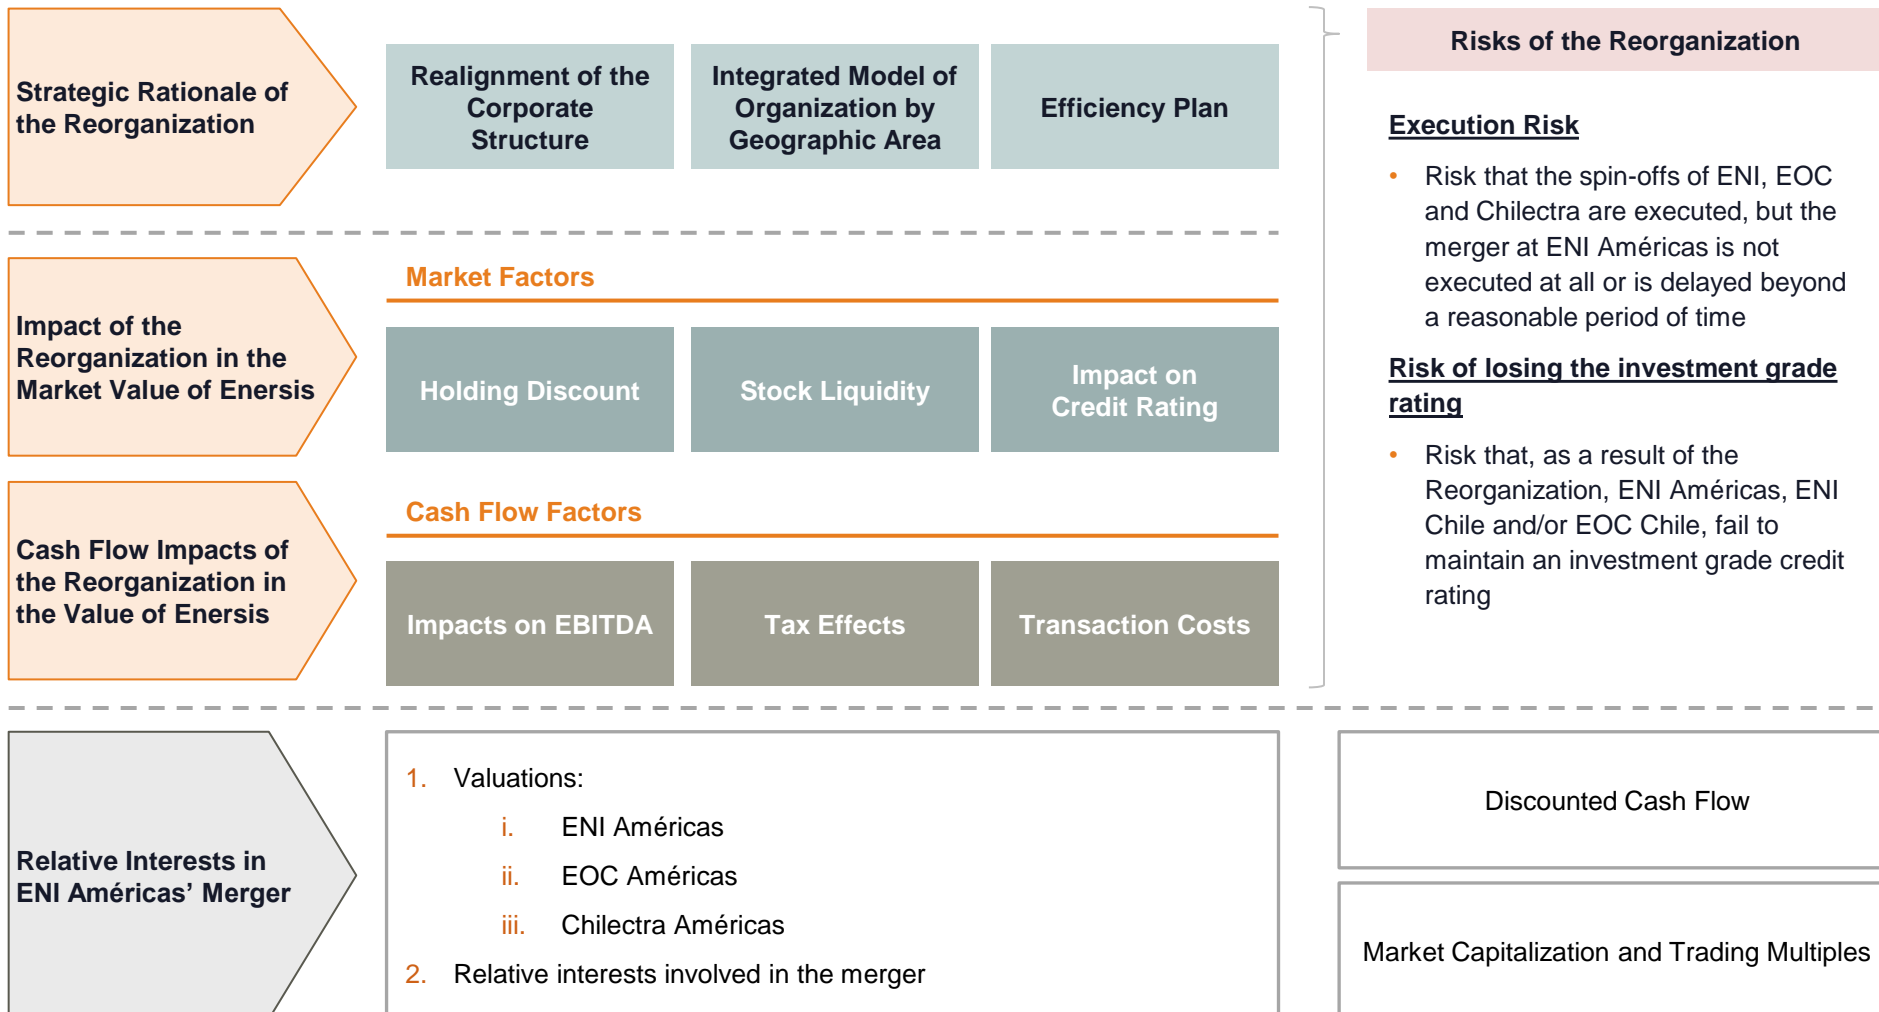 Strategic Rationale of
the Reorganization
Realignment of the
Corporate
Structure
Integrated Model of
Organization by
Geographic Area
Efficiency Plan
Impact of the
Reorganization in the
Market Value of Enersis
Market Factors
Holding Discount
Stock Liquidity
Impact on
Credit Rating
Cash Flow Impacts of
the Reorganization in
the Value of Enersis
Cash Flow Factors
Impacts on EBITDA
Tax Effects
Transaction Costs
Risks of the Reorganization
Execution Risk
• Risk that the spin-offs of ENI, EOC
and Chilectra are executed, but the
merger at ENI Américas is not
executed at all or is delayed beyond
a reasonable period of time
Risk of losing the investment grade
rating
• Risk that, as a result of the
Reorganization, ENI Américas, ENI
Chile and/or EOC Chile, fail to
maintain an investment grade credit
rating
Relative Interests in
ENI Américas’ Merger
1. Valuations:
i. ENI Américas
ii. EOC Américas
iii. Chilectra Américas
2. Relative interests involved in the merger
Discounted Cash Flow
Market Capitalization and Trading Multiples